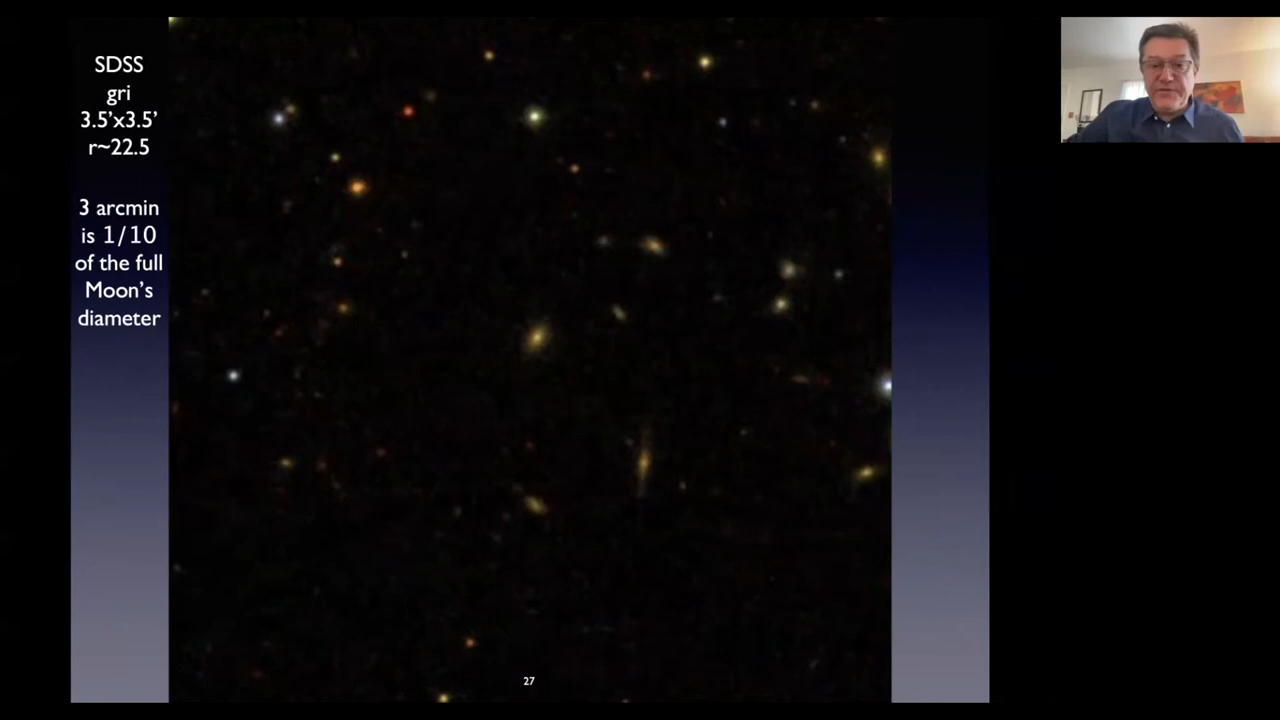 SDSS
gri
3.5'x3.5'
r~22.5
3 arcmin
is 1/10
of the full
Moon's
diameter
27